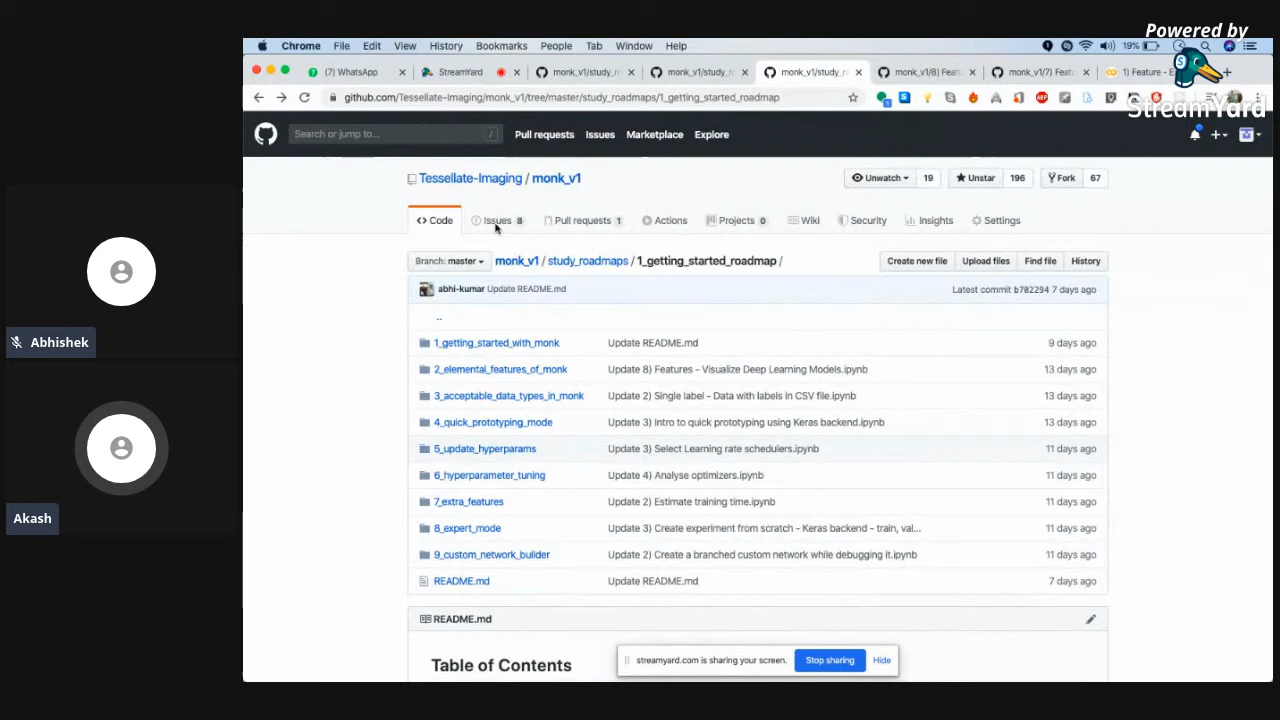 Powered by
StreamYard
Chrome File Edit View History Bookmarks People Tab Window Help
19%
(7) WhatsApp
StreamYard
monk_v1/study_m
monk_v1/study_ro
monk_v1/study_ro
monk_v1/8) Featu
monk_v1/7) Featu
1) Feature - E
github.com/Tessellate-Imaging/monk_v1/tree/master/study_roadmaps/1_getting_started_roadmap
Search or jump to...
/
Pull requests Issues Marketplace Explore
Tessellate-Imaging / monk_v1
Unwatch 19 Unstar 196 Fork 67
Code Issues 8 Pull requests 1 Actions Projects 0 Wiki Security Insights Settings
Branch: master monk_v1 / study_roadmaps / 1_getting_started_roadmap /
Create new file Upload files Find file History
abhi-kumar Update README.md Latest commit b702294 7 days ago
..
1_getting_started_with_monk Update README.md 9 days ago
2_elemental_features_of_monk Update 8) Features - Visualize Deep Learning Models.ipynb 13 days ago
3_acceptable_data_types_in_monk Update 2) Single label - Data with labels in CSV file.ipynb 13 days ago
4_quick_prototyping_mode Update 3) Intro to quick prototyping using Keras backend.ipynb 13 days ago
5_update_hyperparams Update 3) Select Learning rate schedulers.ipynb 11 days ago
6_hyperparameter_tuning Update 4) Analyse optimizers.ipynb 11 days ago
7_extra_features Update 2) Estimate training time.ipynb 11 days ago
8_expert_mode Update 3) Create experiment from scratch - Keras backend - train, val... 11 days ago
9_custom_network_builder Update 2) Create a branched custom network while debugging it.ipynb 11 days ago
README.md Update README.md 7 days ago
README.md
Table of Contents
streamyard.com is sharing your screen. Stop sharing Hide
Abhishek
Akash